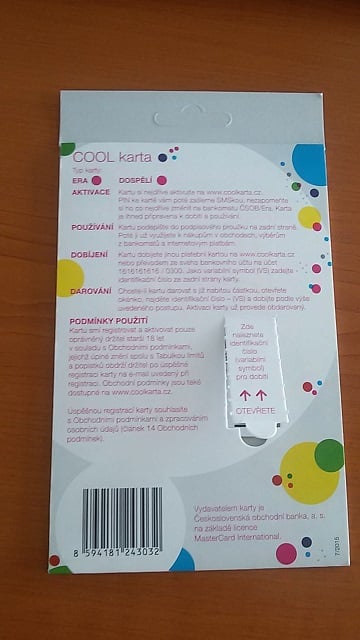 COOL karta
Typ karty:
ERA DOSPĚLÍ
AKTIVACE Kartu si nejdříve aktivujte na www.coolkarta.cz.
Plní ke kartě vám poté zašleme SMSkou, nezapomeňte
si ho co nejdříve změnit na bankomatu ČSOB/Era. Karta
je ihned připravena k dobití a používání.
POUŽÍVÁNÍ Kartu podepište do podpisového proužku na zadní straně.
Poté ji už využijete k nákupům v obchodech, výběrům
z bankomatů a internetovým platbám.
DOBÍJENÍ Kartu dobijete jinou platební kartou na www.coolkarta.cz
nebo převodem ze svého bankovního účtu na účet
1616161616 / 0300. Jako variabilní symbol (VS) zadejte
identifikační číslo ze zadní strany karty.
DAROVÁNÍ Chcete-li kartu darovat s již nabitou částkou, otevřete
okénko, najděte identifikační číslo – (VS) a dobijte podle výše
uvedeného postupu. Aktivaci karty už provede obdarovaný.
PODMÍNKY POUŽITÍ
Kartu smí registrovat a aktivovat pouze
oprávněný držitel starší 18 let
v souladu s Obchodními podmínkami,
jejichž úplné znění spolu s Tabulkou limitů
a poplatků obdrží držitel po úspěšné
registraci karty na e-mail uvedený při
registraci. Obchodní podmínky jsou také
dostupné na www.coolkarta.cz.
Úspěšnou registrací karty souhlasíte
s Obchodními podmínkami a zpracováním
osobních údajů (článek 14 Obchodních
podmínek).
Zde
naleznete
identifikační
číslo
(variabilní
symbol)
pro dobití
OTEVŘETE
8 594181 243032
Vydavatelem karty je
Československá obchodní banka, a. s.
na základě licence
MasterCard International.
7/2015